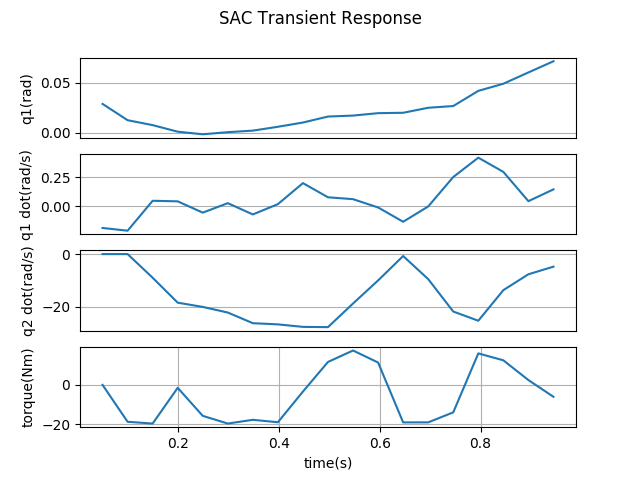 SAC Transient Response
q1(rad)
0.05
0.00
q1 dot(rad/s)
0.25
0.00
q2 dot(rad/s)
0
−20
torque(Nm)
0
−20
0.2 0.4 0.6 0.8
time(s)